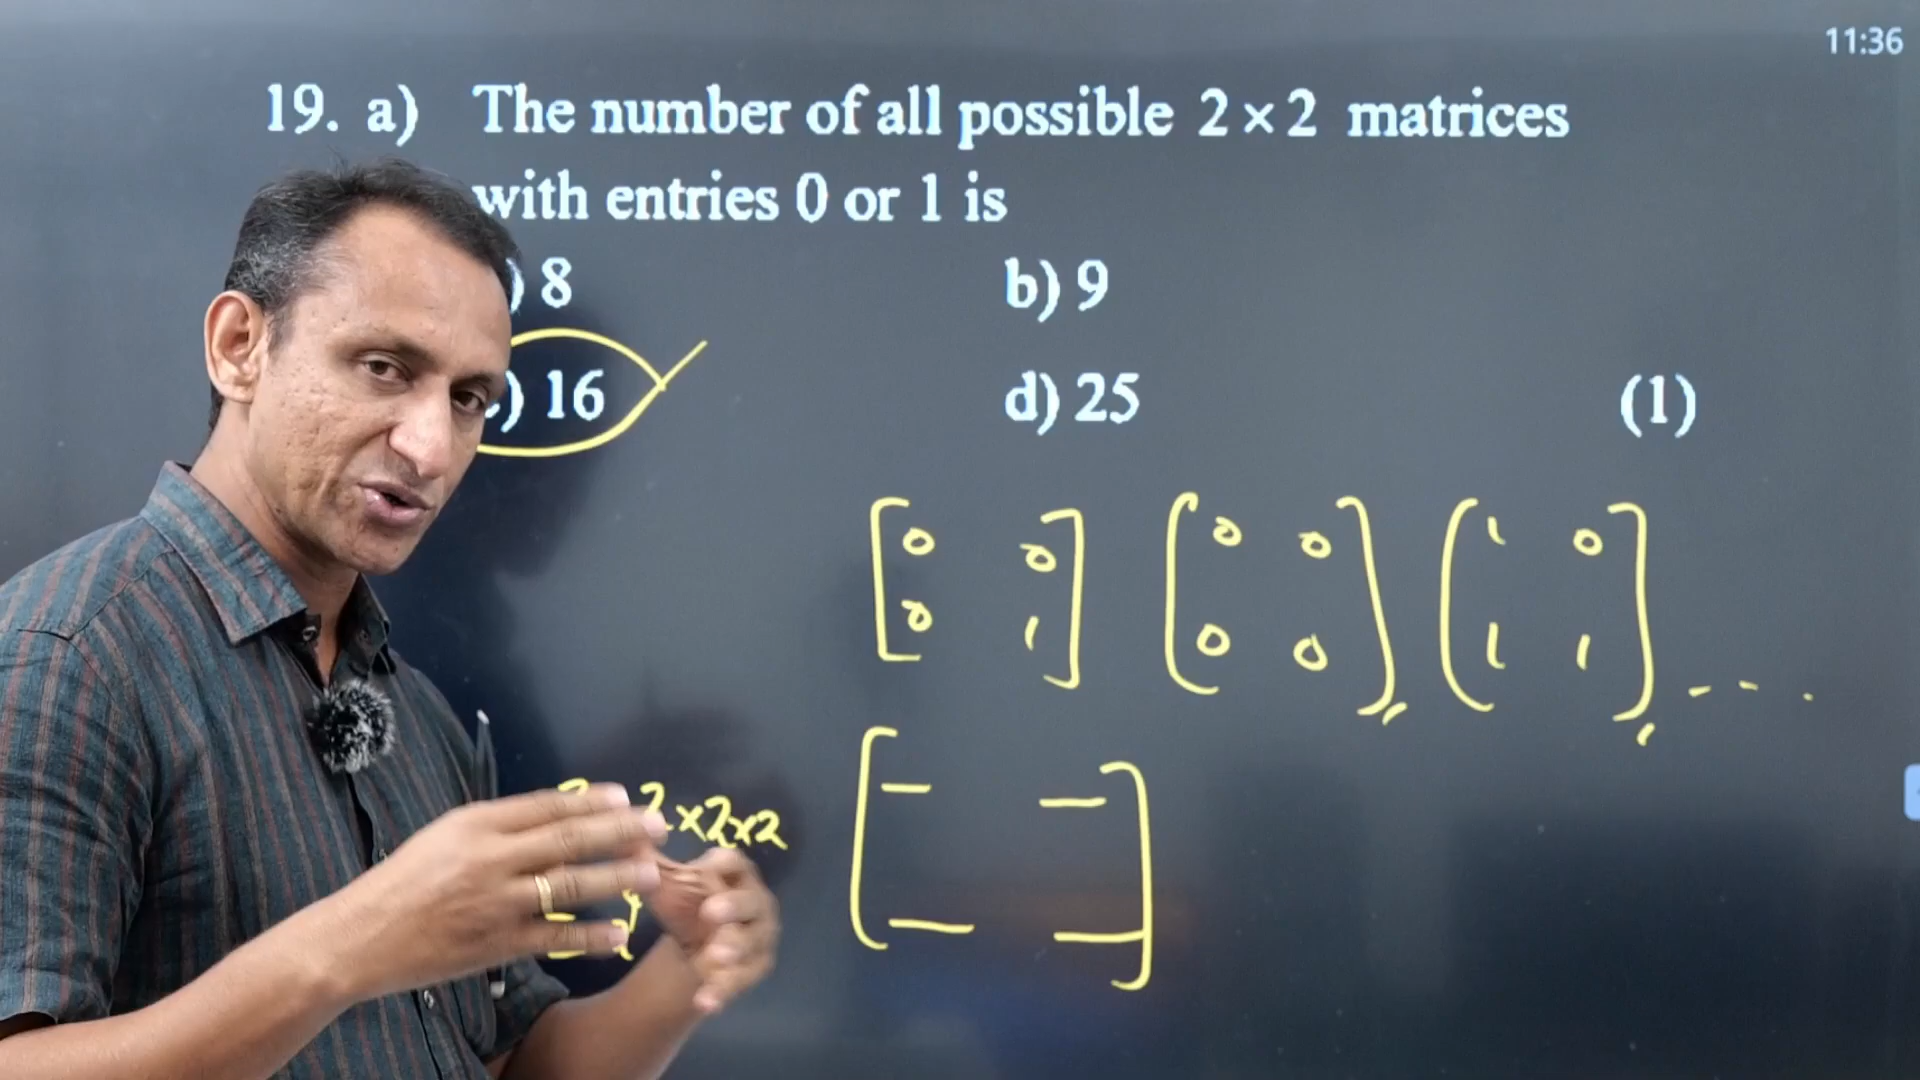 11:36
19. a) The number of all possible 2 × 2 matrices
with entries 0 or 1 is
) 8 b) 9
) 16 d) 25 (1)
0 0 0 0 1 0
0 1 0 0 1 1
2×2×2